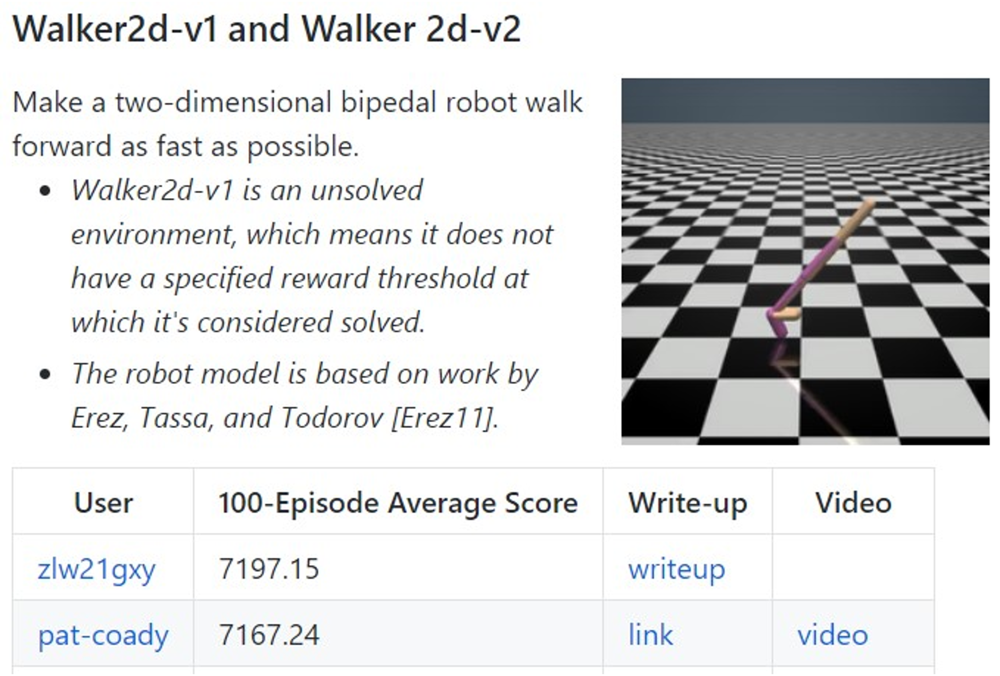 Walker2d-v1 and Walker 2d-v2
Make a two-dimensional bipedal robot walk
forward as fast as possible.
• Walker2d-v1 is an unsolved
environment, which means it does not
have a specified reward threshold at
which it's considered solved.
• The robot model is based on work by
Erez, Tassa, and Todorov [Erez11].
User 100-Episode Average Score Write-up Video
zlw21gxy 7197.15 writeup
pat-coady 7167.24 link video